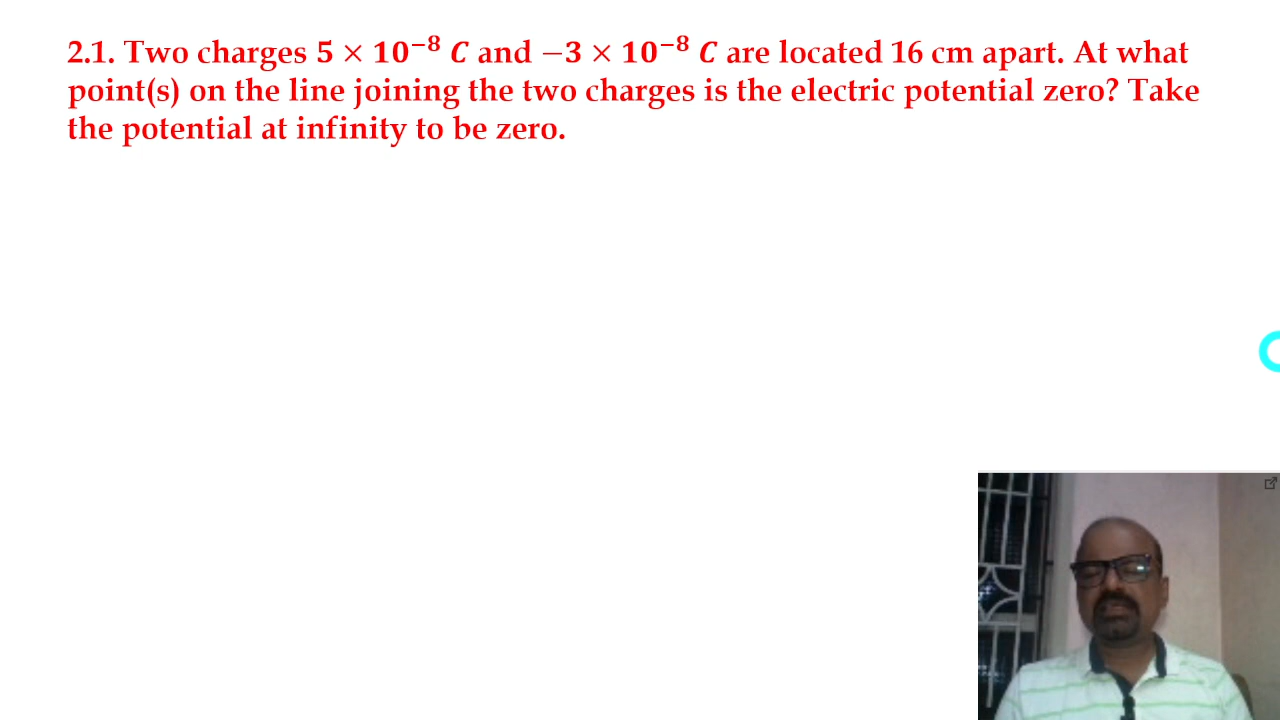 2.1. Two charges 5 × 10⁻⁸ C and −3 × 10⁻⁸ C are located 16 cm apart. At what
point(s) on the line joining the two charges is the electric potential zero? Take
the potential at infinity to be zero.